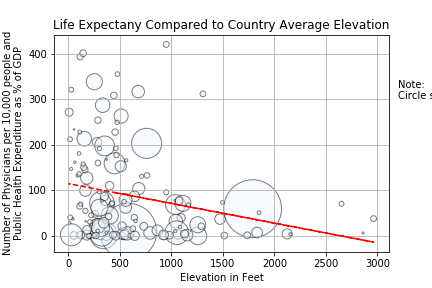 Life Expectany Compared to Country Average Elevation
Number of Physicians per 10,000 people and
Public Health Expenditure as % of GDP
400
300
200
100
0
0
500
1000
1500
2000
2500
3000
Elevation in Feet
Note:
Circle s